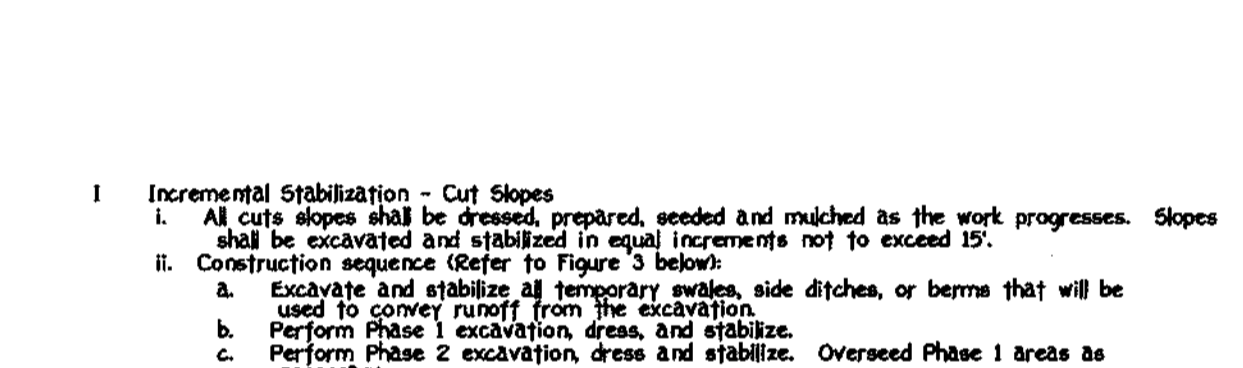 I Incremental Stabilization - Cut Slopes
i. All cuts slopes shall be dressed, prepared, seeded and mulched as the work progresses. Slopes
shall be excavated and stabilized in equal increments not to exceed 15'.
ii. Construction sequence (Refer to Figure 3 below):
a. Excavate and stabilize all temporary swales, side ditches, or berms that will be
used to convey runoff from the excavation.
b. Perform Phase 1 excavation, dress, and stabilize.
c. Perform Phase 2 excavation, dress and stabilize. Overseed Phase 1 areas as